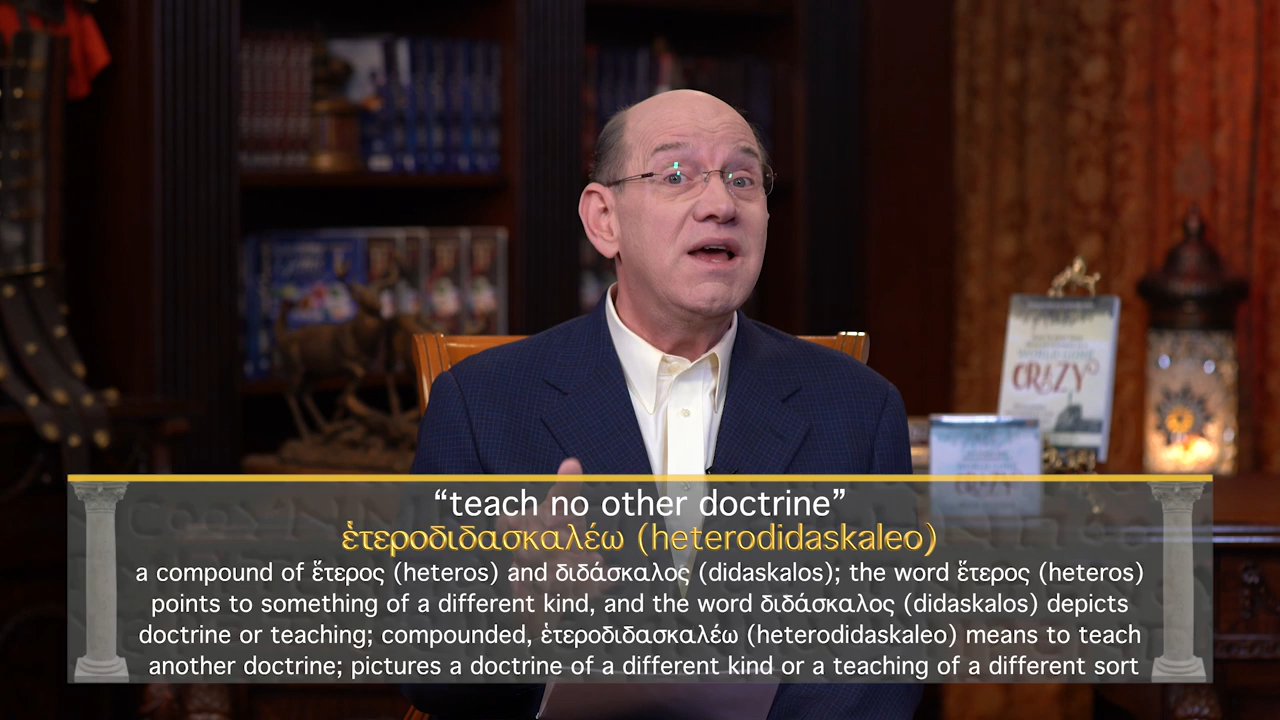 WORLD GONE
CRAZY
“teach no other doctrine”
ἑτεροδιδασκαλέω (heterodidaskaleo)
a compound of ἕτερος (heteros) and διδάσκαλος (didaskalos); the word ἕτερος (heteros)
points to something of a different kind, and the word διδάσκαλος (didaskalos) depicts
doctrine or teaching; compounded, ἑτεροδιδασκαλέω (heterodidaskaleo) means to teach
another doctrine; pictures a doctrine of a different kind or a teaching of a different sort